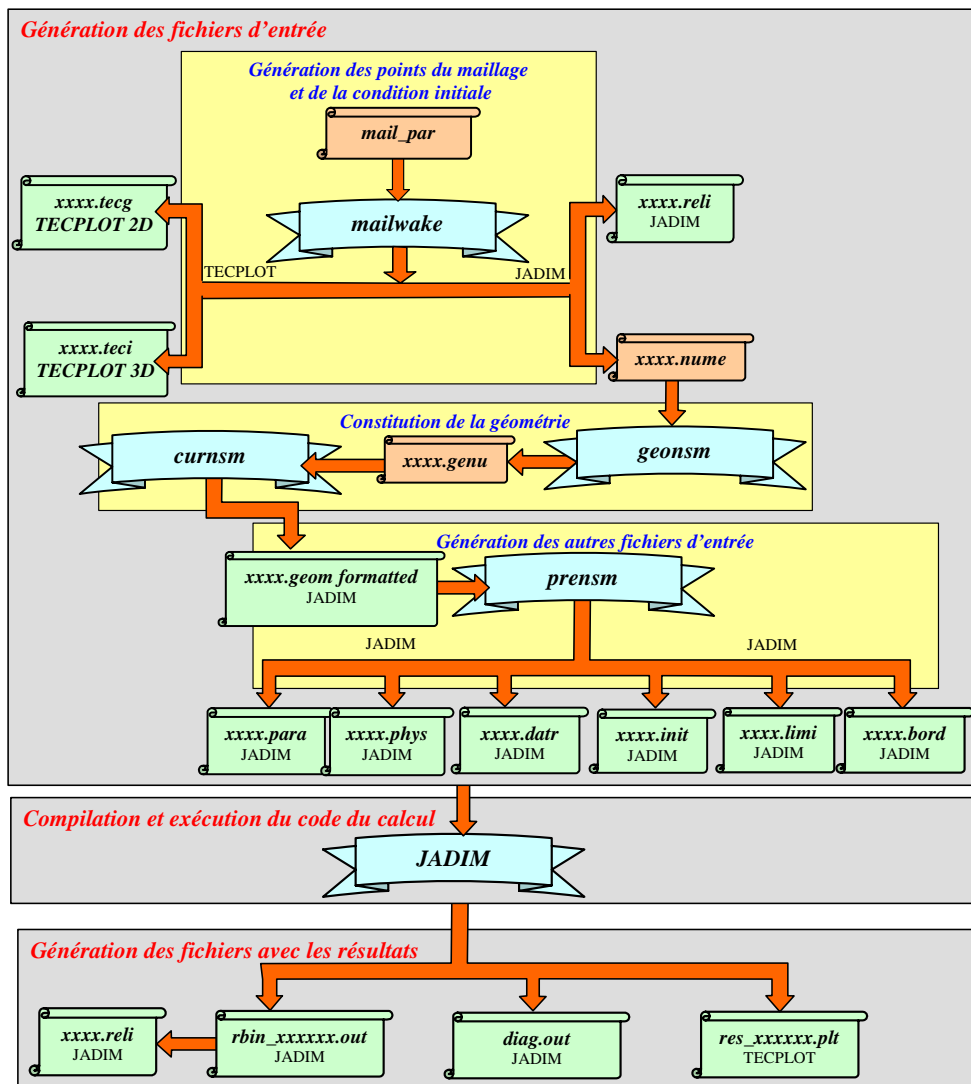 Génération des fichiers d'entrée
Génération des points du maillage
et de la condition initiale
mail_par
xxxx.tecg
TECPLOT 2D
mailwake
xxxx.reli
JADIM
TECPLOT
JADIM
xxxx.teci
TECPLOT 3D
xxxx.nume
Constitution de la géométrie
curnsm
xxxx.genu
geonsm
Génération des autres fichiers d'entrée
xxxx.geom formatted
JADIM
prensm
JADIM
JADIM
xxxx.para
JADIM
xxxx.phys
JADIM
xxxx.datr
JADIM
xxxx.init
JADIM
xxxx.limi
JADIM
xxxx.bord
JADIM
Compilation et exécution du code du calcul
JADIM
Génération des fichiers avec les résultats
xxxx.reli
JADIM
rbin_xxxxxx.out
JADIM
diag.out
JADIM
res_xxxxxx.plt
TECPLOT